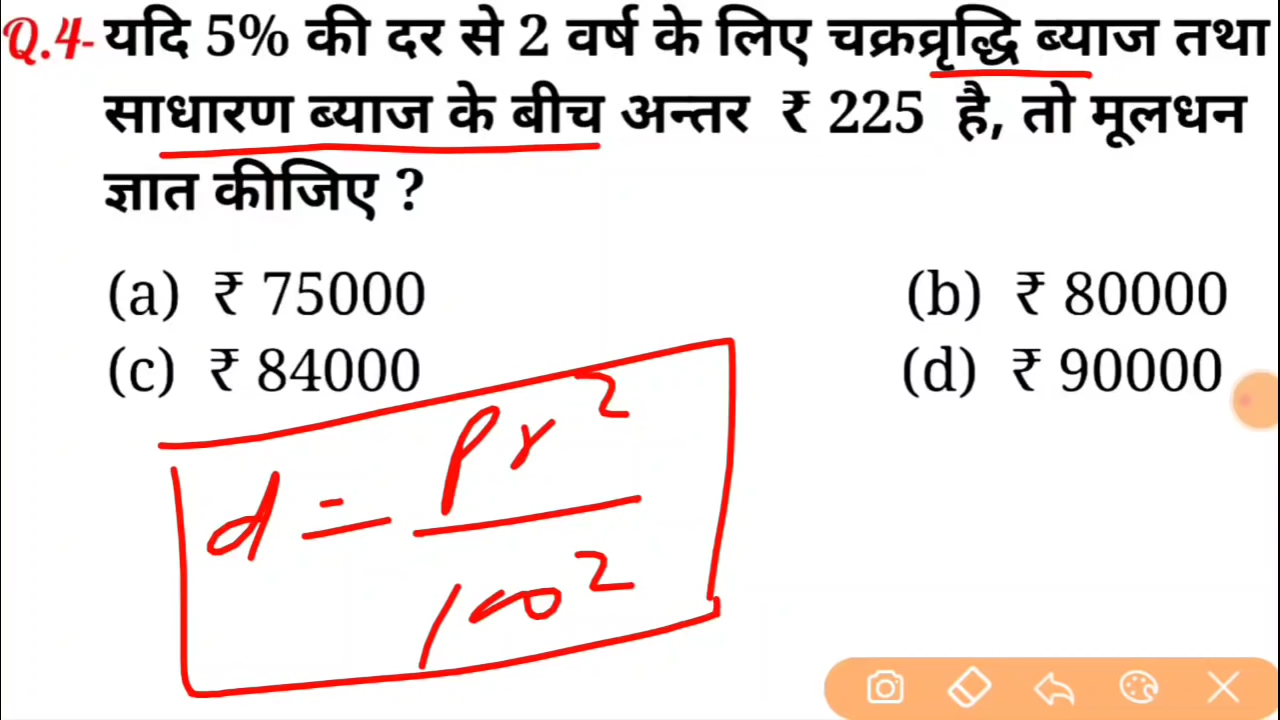 Q.4- यदि 5% की दर से 2 वर्ष के लिए चक्रव्रृद्धि ब्याज तथा
साधारण ब्याज के बीच अन्तर ₹ 225 है, तो मूलधन
ज्ञात कीजिए ?
(a) ₹ 75000 (b) ₹ 80000
(c) ₹ 84000 (d) ₹ 90000
d = pr²
100²